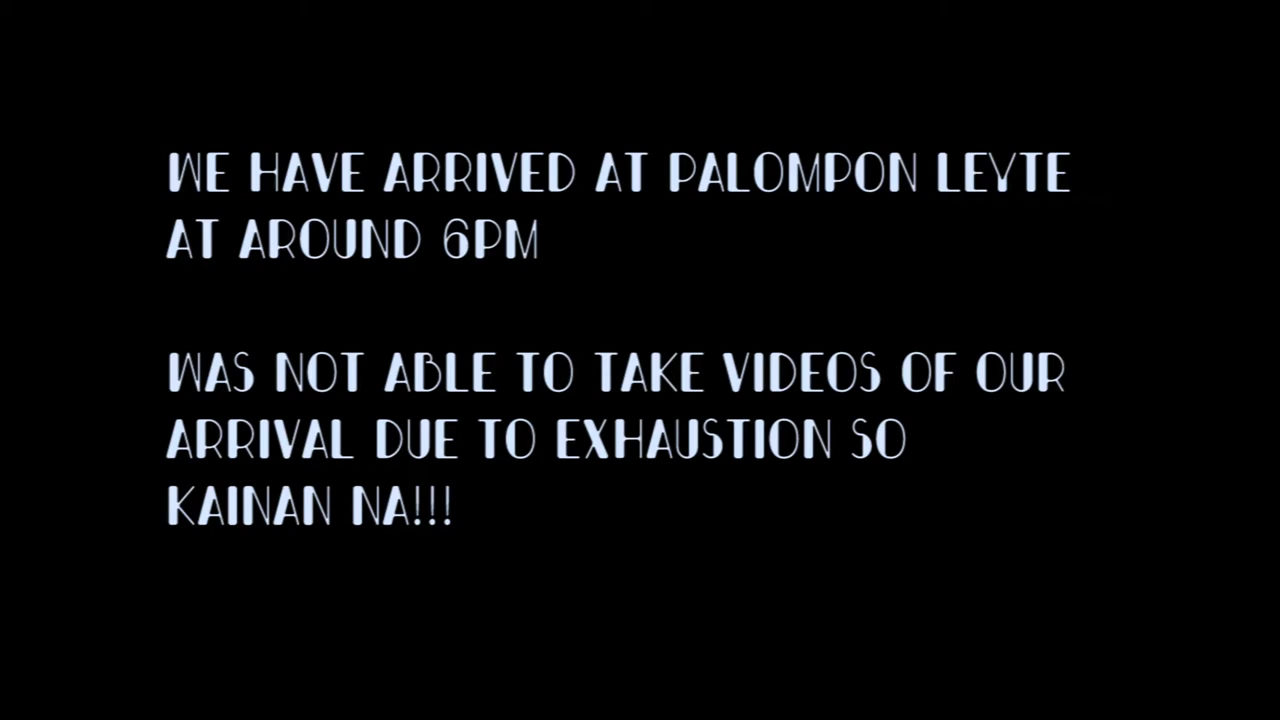 WE HAVE ARRIVED AT PALOMPON LEYTE
AT AROUND 6PM
WAS NOT ABLE TO TAKE VIDEOS OF OUR
ARRIVAL DUE TO EXHAUSTION SO
KAINAN NA!!!